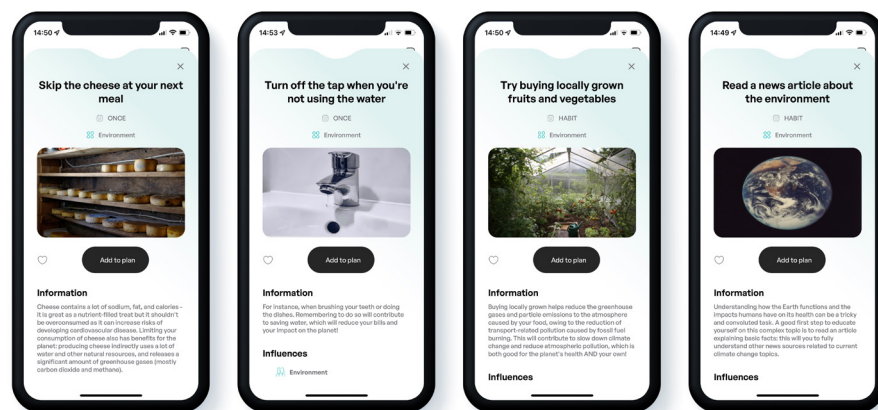 14:50
Skip the cheese at your next
meal
ONCE
Environment
Add to plan
Information
Cheese contains a lot of sodium, fat, and calories –
it is great as a nutrient-filled treat but it shouldn't
be overconsumed as it can increase risks of
developing cardiovascular disease. Limiting your
consumption of cheese also has benefits for the
planet: producing cheese indirectly uses a lot of
water and other natural resources, and releases a
significant amount of greenhouse gases (mostly
carbon dioxide and methane).
14:53
Turn off the tap when you're
not using the water
ONCE
Environment
Add to plan
Information
For instance, when brushing your teeth or doing
the dishes. Remembering to do so will contribute
to saving water, which will reduce your bills and
your impact on the planet!
Influences
Environment
14:50
Try buying locally grown
fruits and vegetables
HABIT
Environment
Add to plan
Information
Buying locally grown helps reduce the greenhouse
gases and particle emissions to the atmosphere
caused by your food, owing to the reduction of
transport-related pollution caused by fossil fuel
burning. This will contribute to slow down climate
change and reduce atmospheric pollution, which is
both good for the planet's health AND your own!
Influences
14:49
Read a news article about
the environment
HABIT
Environment
Add to plan
Information
Understanding how the Earth functions and the
impacts humans have on its health can be a tricky
and convoluted task. A good first step to educate
yourself on this complex topic is to read an article
explaining basic facts: this will you to fully
understand other news sources related to current
climate change topics.
Influences